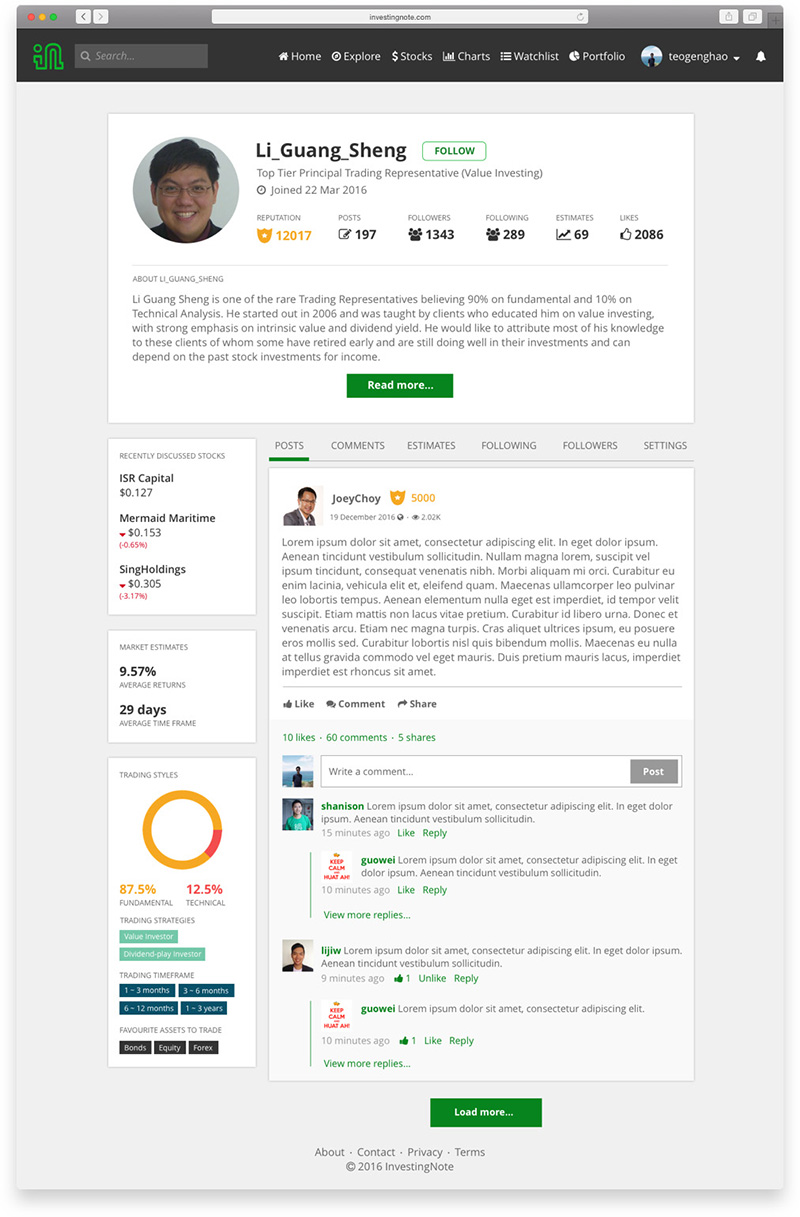 investingnote.com
in
Search...
Home Explore $ Stocks Charts Watchlist Portfolio teogenghao
Li_Guang_Sheng FOLLOW
Top Tier Principal Trading Representative (Value Investing)
Joined 22 Mar 2016
REPUTATION POSTS FOLLOWERS FOLLOWING ESTIMATES LIKES
12017 197 1343 289 69 2086
ABOUT LI_GUANG_SHENG
Li Guang Sheng is one of the rare Trading Representatives believing 90% on fundamental and 10% on
Technical Analysis. He started out in 2006 and was taught by clients who educated him on value investing,
with strong emphasis on intrinsic value and dividend yield. He would like to attribute most of his knowledge
to these clients of whom some have retired early and are still doing well in their investments and can
depend on the past stock investments for income.
Read more...
RECENTLY DISCUSSED STOCKS
ISR Capital
$0.127
Mermaid Maritime
$0.153
(-0.65%)
SingHoldings
$0.305
(-3.17%)
MARKET ESTIMATES
9.57%
AVERAGE RETURNS
29 days
AVERAGE TIME FRAME
TRADING STYLES
87.5% 12.5%
FUNDAMENTAL TECHNICAL
TRADING STRATEGIES
Value Investor
Dividend-play Investor
TRADING TIMEFRAME
1 – 3 months 3 – 6 months
6 – 12 months 1 – 3 years
FAVOURITE ASSETS TO TRADE
Bonds Equity Forex
POSTS COMMENTS ESTIMATES FOLLOWING FOLLOWERS SETTINGS
JoeyChoy 5000
19 December 2016 · 2.02K
Lorem ipsum dolor sit amet, consectetur adipiscing elit. In eget dolor ipsum.
Aenean tincidunt vestibulum sollicitudin. Nullam magna lorem, suscipit vel
ipsum tincidunt, consequat venenatis nibh. Morbi aliquam mi orci. Curabitur eu
enim lacinia, vehicula elit et, eleifend quam. Maecenas ullamcorper leo pulvinar
leo lobortis tempus. Aenean elementum nulla eget est imperdiet, id tempor velit
suscipit. Etiam mattis non lacus vitae pretium. Curabitur id libero urna. Donec et
venenatis arcu. Etiam nec magna turpis. Cras aliquet ultrices ipsum, eu posuere
eros mollis sed. Curabitur lobortis nisl quis bibendum mollis. Maecenas eu nulla
at tellus gravida commodo vel eget mauris. Duis pretium mauris lacus, imperdiet
imperdiet est rhoncus sit amet.
Like Comment Share
10 likes · 60 comments · 5 shares
Write a comment... Post
shanison Lorem ipsum dolor sit amet, consectetur adipiscing elit. In eget dolor
ipsum. Aenean tincidunt vestibulum sollicitudin.
15 minutes ago Like Reply
KEEP
CALM
AND
HUAT AH!
guowei Lorem ipsum dolor sit amet, consectetur adipiscing elit. In eget
dolor ipsum. Aenean tincidunt vestibulum sollicitudin.
10 minutes ago Like Reply
View more replies...
lijiw Lorem ipsum dolor sit amet, consectetur adipiscing elit. In eget dolor ipsum.
Aenean tincidunt vestibulum sollicitudin.
9 minutes ago 1 Unlike Reply
KEEP
CALM
AND
HUAT AH!
guowei Lorem ipsum dolor sit amet, consectetur adipiscing elit.
10 minutes ago 1 Like Reply
View more replies...
Load more...
About · Contact · Privacy · Terms
© 2016 InvestingNote